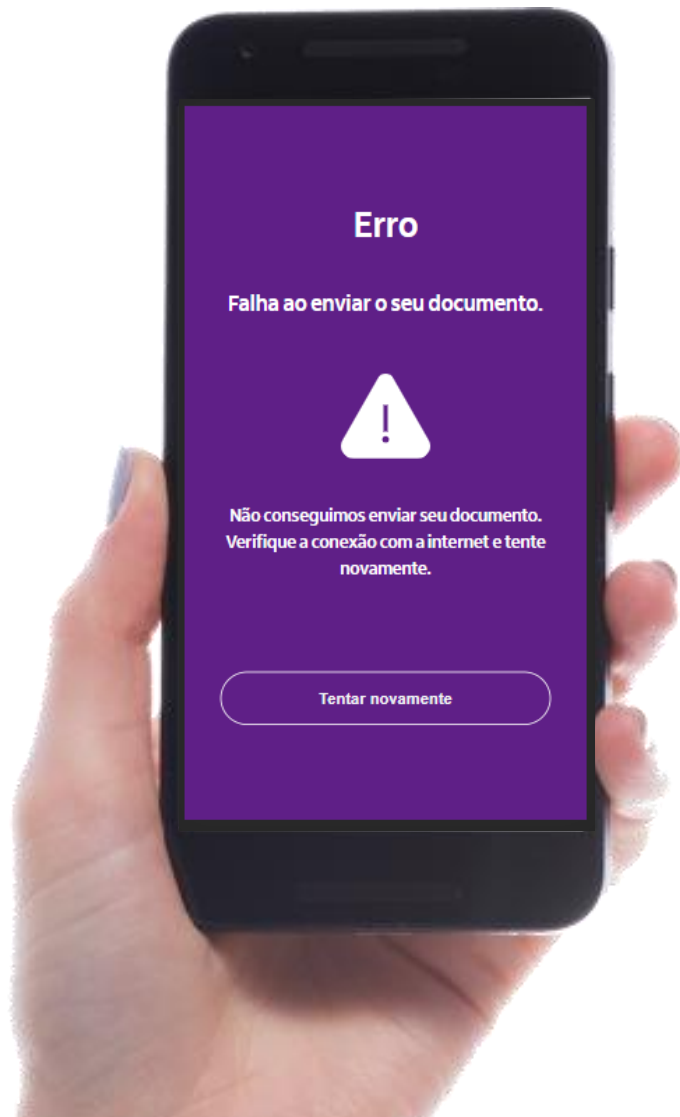 Erro
Falha ao enviar o seu documento.
!
Não conseguimos enviar seu documento.
Verifique a conexão com a internet e tente
novamente.
Tentar novamente